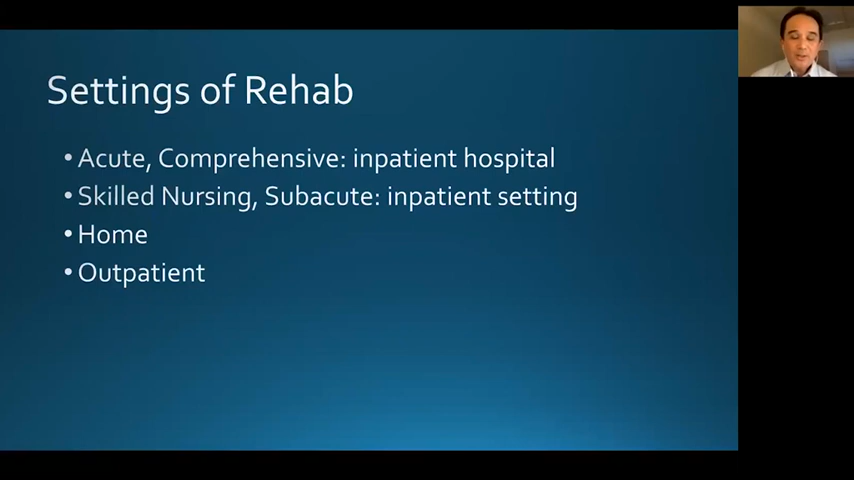 Settings of Rehab
• Acute, Comprehensive: inpatient hospital
• Skilled Nursing, Subacute: inpatient setting
• Home
• Outpatient